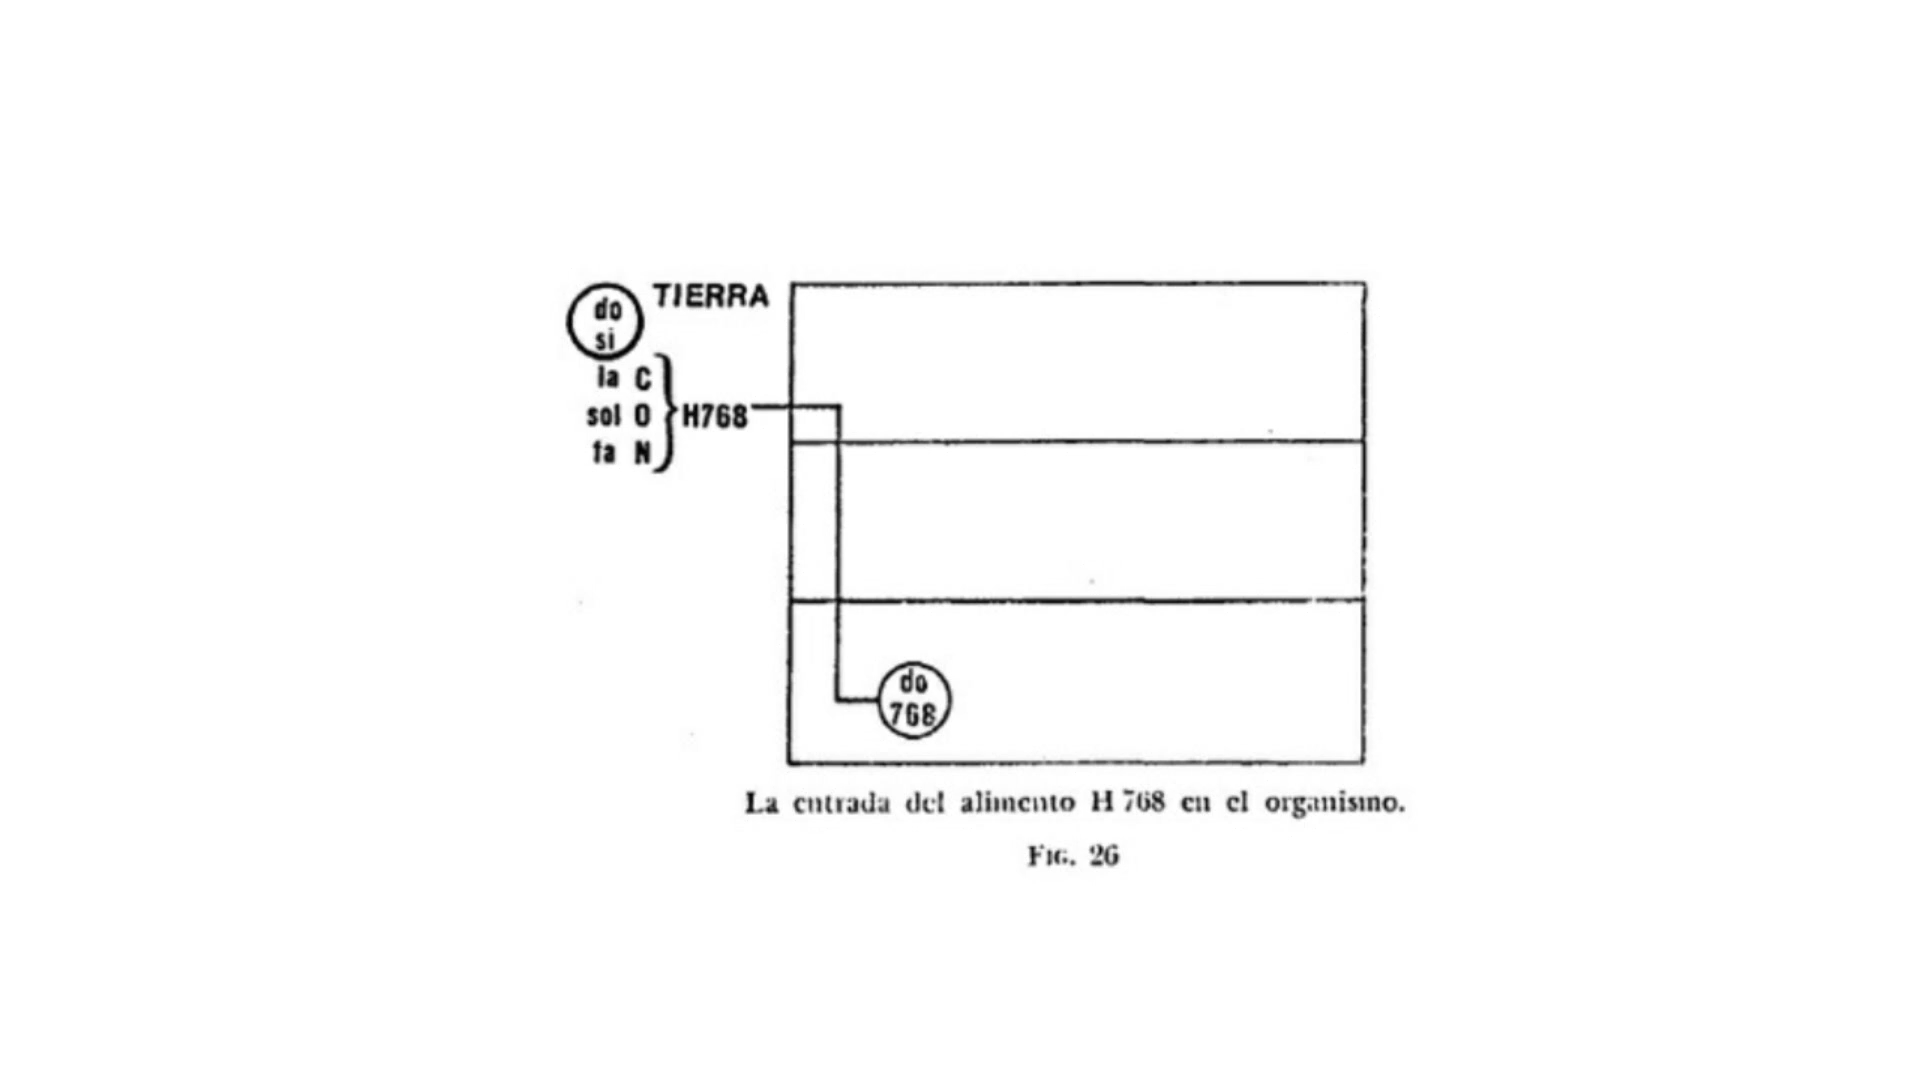 do TIERRA
si
la C
sol O H768
fa N
do
768
La entrada del alimento H 768 en el organismo.
FIG. 26